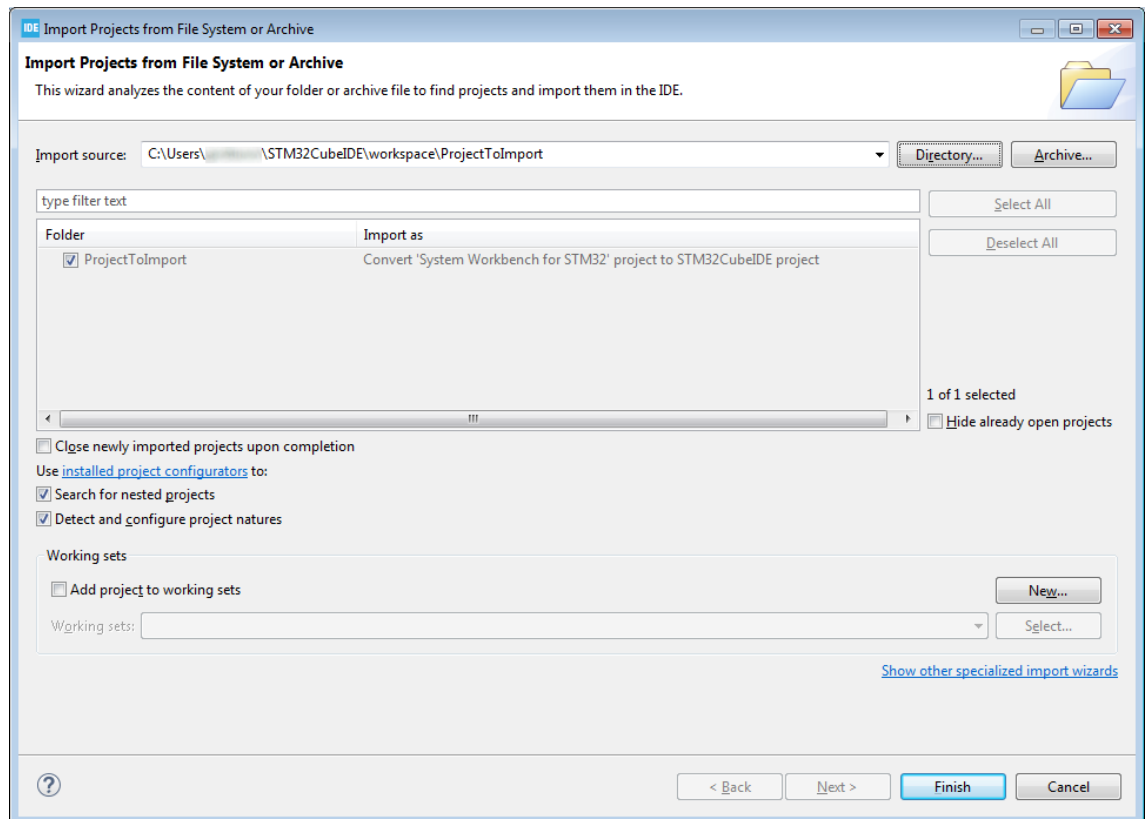 IDE Import Projects from File System or Archive
Import Projects from File System or Archive
This wizard analyzes the content of your folder or archive file to find projects and import them in the IDE.
Import source: C:\Users\ \STM32CubeIDE\workspace\ProjectToImport Directory... Archive...
type filter text Select All
Folder Import as Deselect All
ProjectToImport Convert 'System Workbench for STM32' project to STM32CubeIDE project
1 of 1 selected
Hide already open projects
Close newly imported projects upon completion
Use installed project configurators to:
Search for nested projects
Detect and configure project natures
Working sets
Add project to working sets New...
Working sets: Select...
Show other specialized import wizards
? < Back Next > Finish Cancel